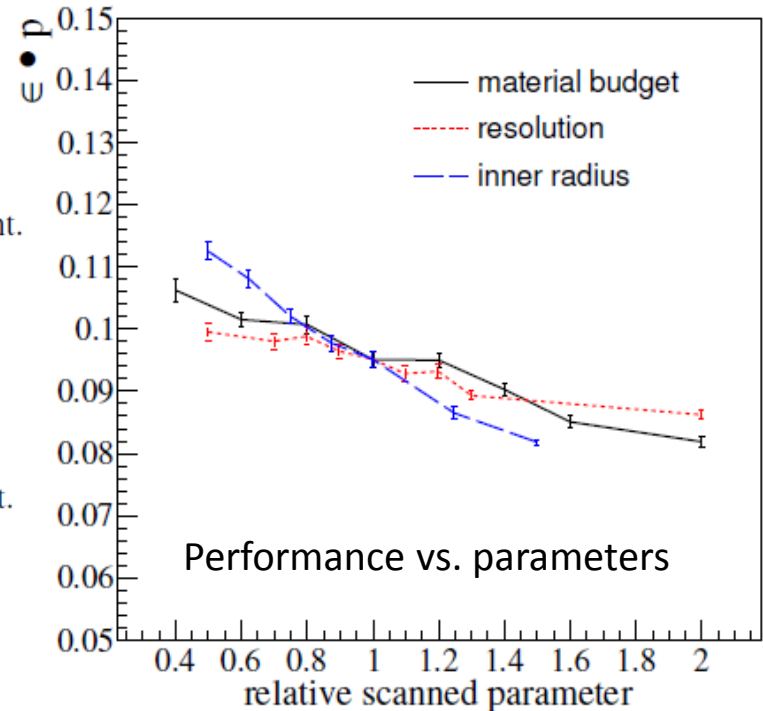 ∈ • p
0.15
0.14
0.13
0.12
0.11
0.1
0.09
0.08
0.07
0.06
0.05
material budget
resolution
inner radius
nt.
t.
Performance vs. parameters
0.4 0.6 0.8 1 1.2 1.4 1.6 1.8 2
relative scanned parameter